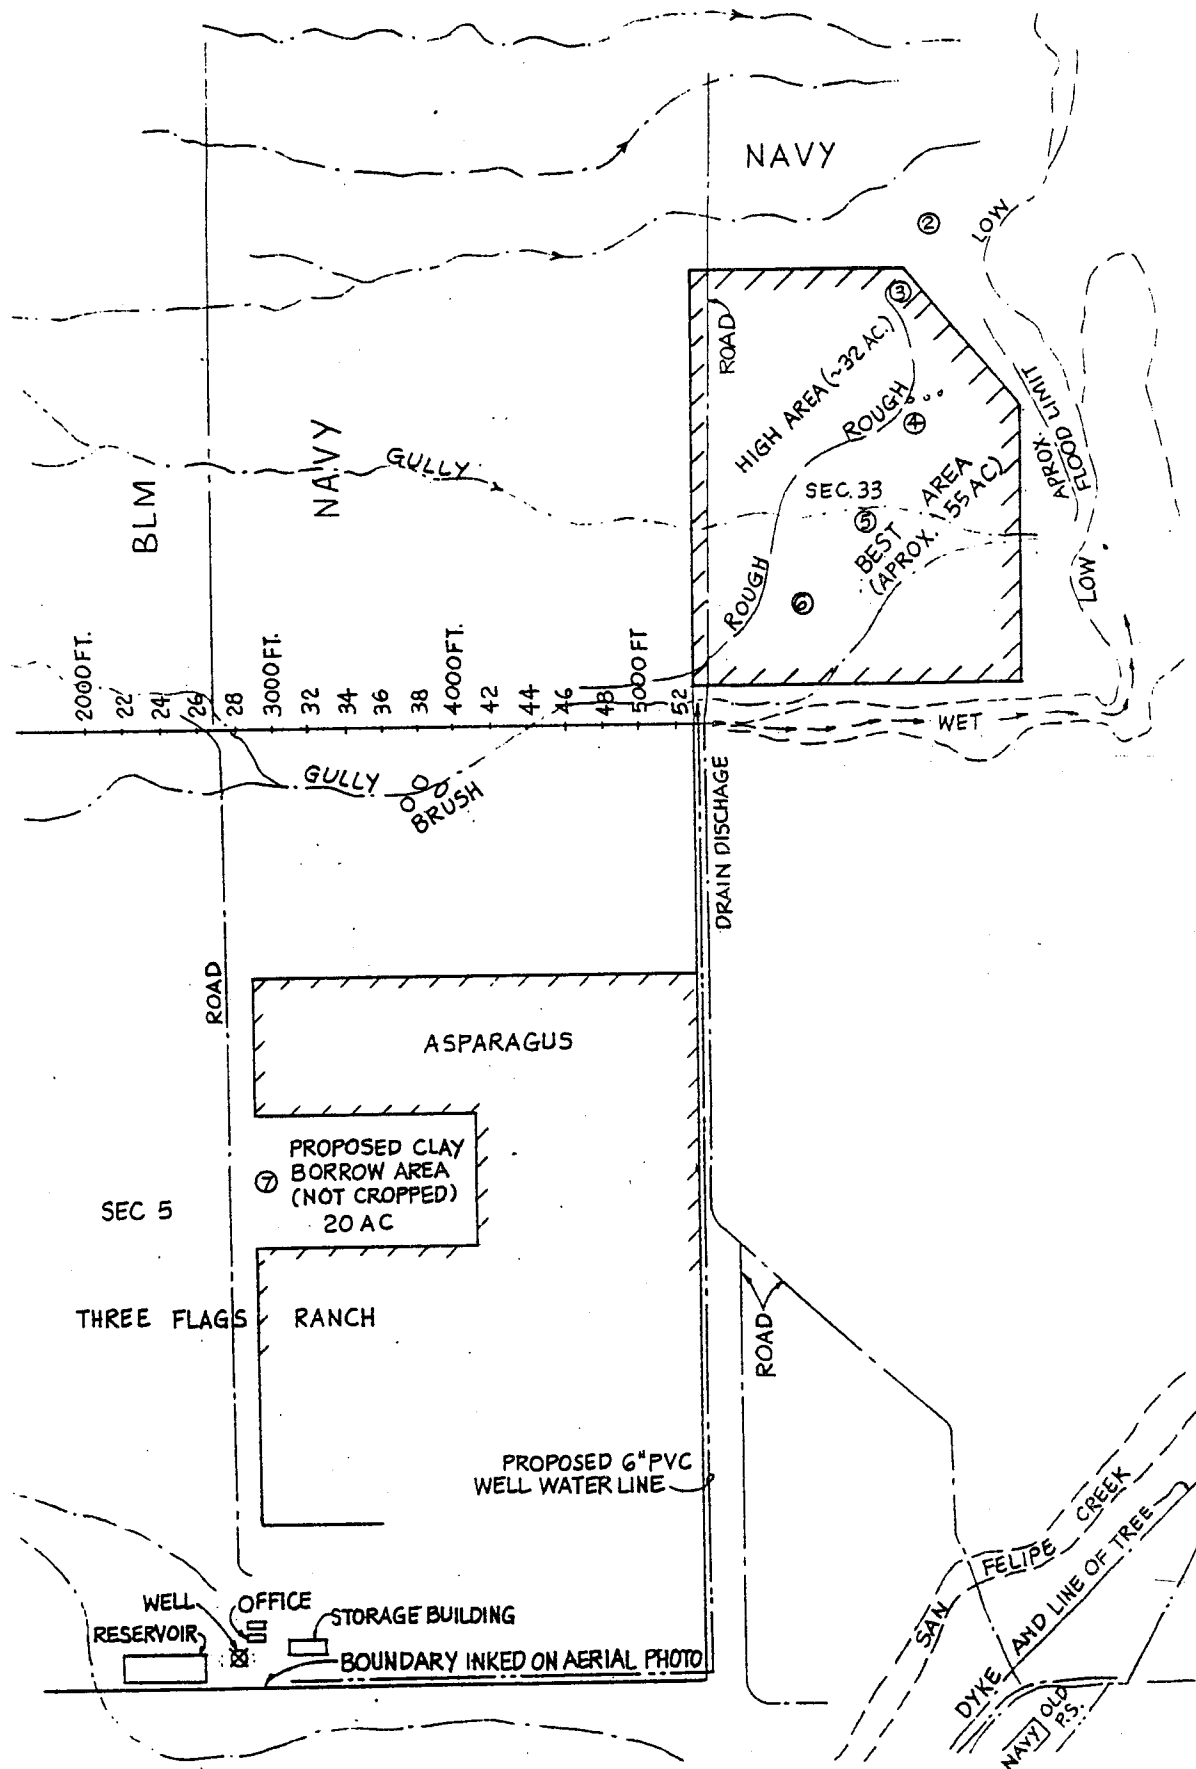 NAVY
②
LOW
③
ROAD
HIGH AREA (~32 AC.)
ROUGH
④
APROX.
FLOOD LIMIT
BLM
NAVY
GULLY
SEC. 33
⑤
BEST AREA
(APROX. 155 AC)
ROUGH
⑥
LOW
2000 FT.
22
24
26
28
3000 FT.
32
34
36
38
4000 FT.
42
44
46
48
5000 FT
52
WET
GULLY
BRUSH
DRAIN DISCHAGE
ROAD
ASPARAGUS
⑦
PROPOSED CLAY
BORROW AREA
(NOT CROPPED)
20 AC
SEC 5
THREE FLAGS RANCH
ROAD
PROPOSED 6" PVC
WELL WATER LINE
SAN FELIPE CREEK
DYKE AND LINE OF TREE
WELL
OFFICE
RESERVOIR
STORAGE BUILDING
BOUNDARY INKED ON AERIAL PHOTO
NAVY
OLD
P.S.